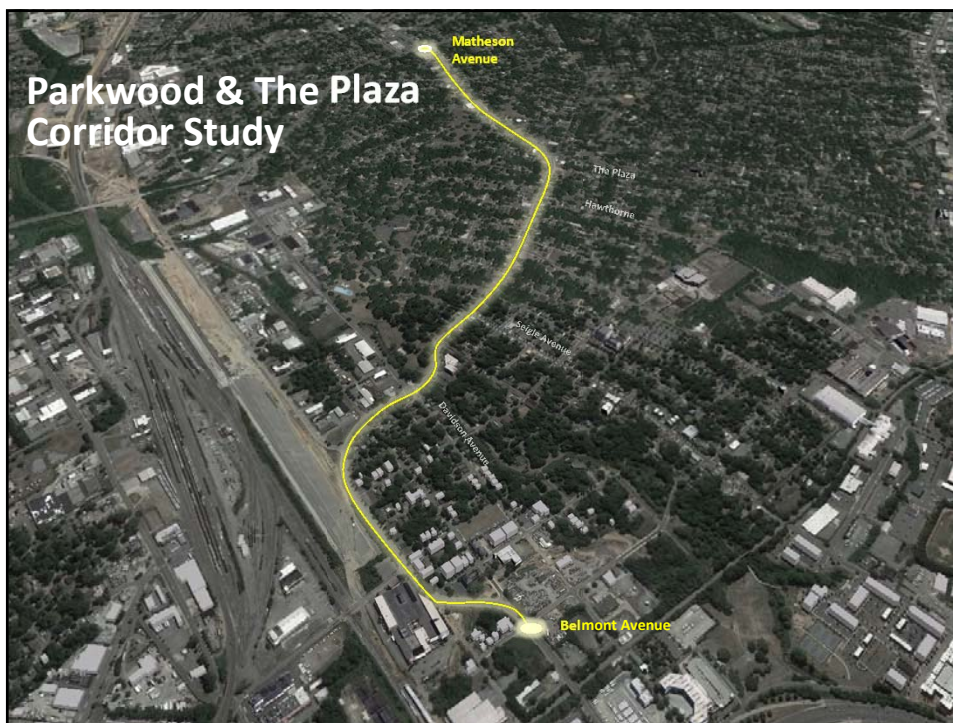 Matheson
Avenue
Parkwood & The Plaza
Corridor Study
The Plaza
Hawthorne
Seigle Avenue
Davidson Avenue
Belmont Avenue